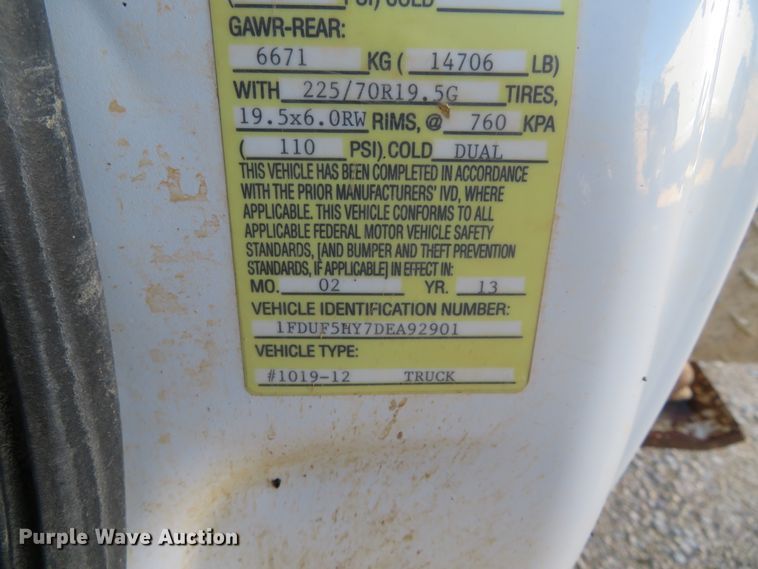 PSI) COLD
GAWR-REAR:
6671 KG ( 14706 LB)
WITH 225/70R19.5G TIRES,
19.5x6.0RW RIMS, @ 760 KPA
( 110 PSI). COLD DUAL
THIS VEHICLE HAS BEEN COMPLETED IN ACCORDANCE
WITH THE PRIOR MANUFACTURERS' IVD, WHERE
APPLICABLE. THIS VEHICLE CONFORMS TO ALL
APPLICABLE FEDERAL MOTOR VEHICLE SAFETY
STANDARDS, [AND BUMPER AND THEFT PREVENTION
STANDARDS, IF APPLICABLE] IN EFFECT IN:
MO. 02 YR. 13
VEHICLE IDENTIFICATION NUMBER:
1FDUF5HY7DEA92901
VEHICLE TYPE:
#1019-12 TRUCK
Purple Wave Auction